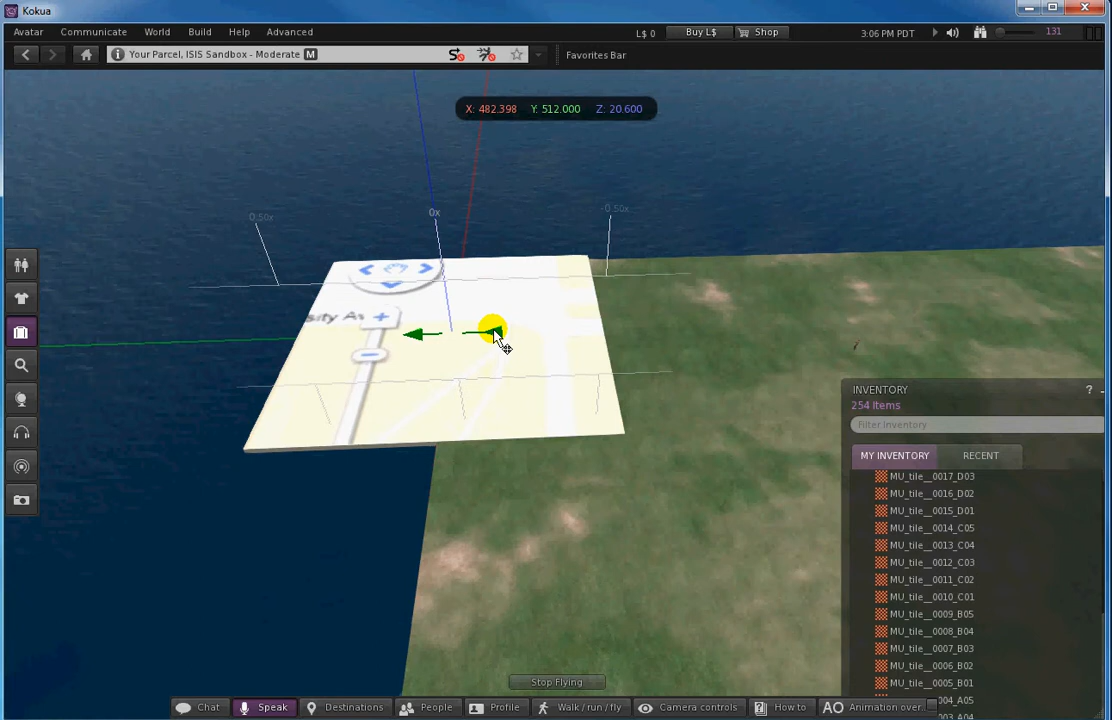 Kokua
Avatar Communicate World Build Help Advanced
L$ 0 Buy L$ Shop 3:06 PM PDT 131
Your Parcel, ISIS Sandbox - Moderate M
Favorites Bar
X: 482.398 Y: 512.000 Z: 20.600
0.50x 0x -0.50x
sity As
INVENTORY ?
254 Items
Filter Inventory
MY INVENTORY RECENT
MU_tile__0017_D03
MU_tile__0016_D02
MU_tile__0015_D01
MU_tile__0014_C05
MU_tile__0013_C04
MU_tile__0012_C03
MU_tile__0011_C02
MU_tile__0010_C01
MU_tile__0009_B05
MU_tile__0008_B04
MU_tile__0007_B03
MU_tile__0006_B02
MU_tile__0005_B01
004_A05
Stop Flying
Chat Speak Destinations People Profile Walk / run / fly Camera controls How to AO Animation over.